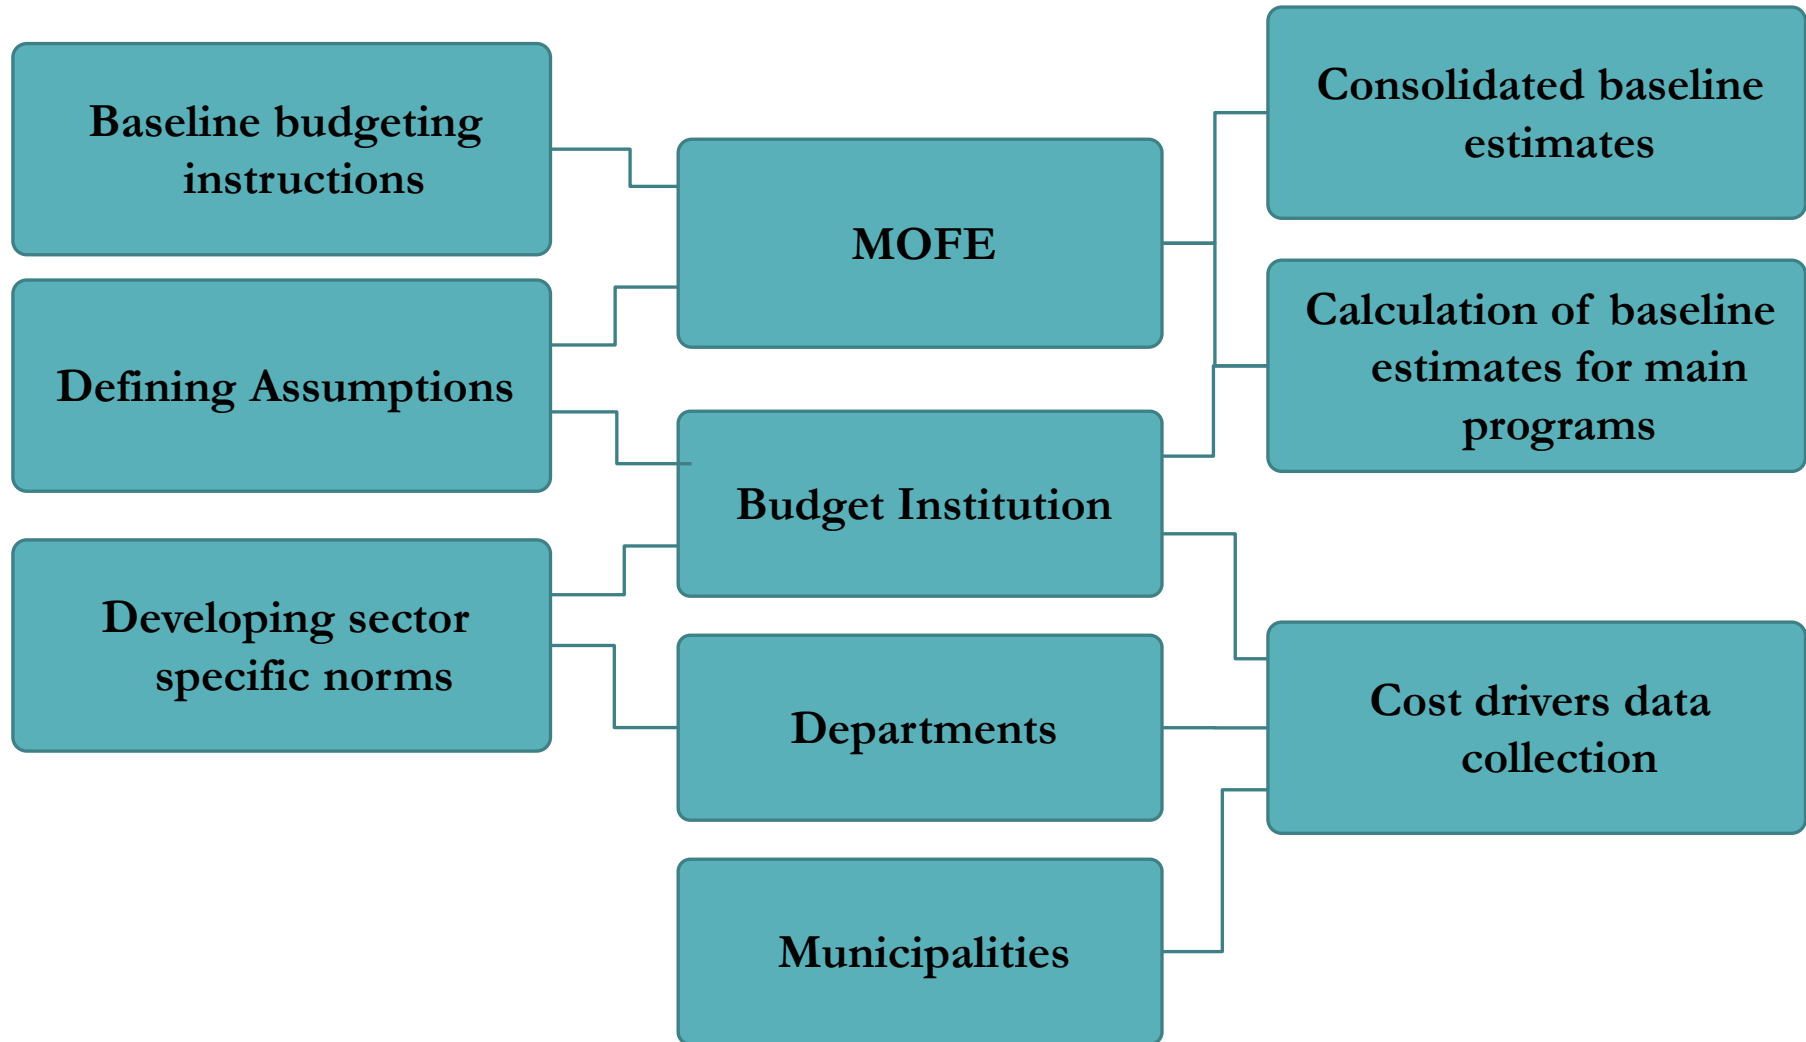 Baseline budgeting
instructions
Defining Assumptions
Developing sector
specific norms
MOFE
Budget Institution
Departments
Municipalities
Consolidated baseline
estimates
Calculation of baseline
estimates for main
programs
Cost drivers data
collection